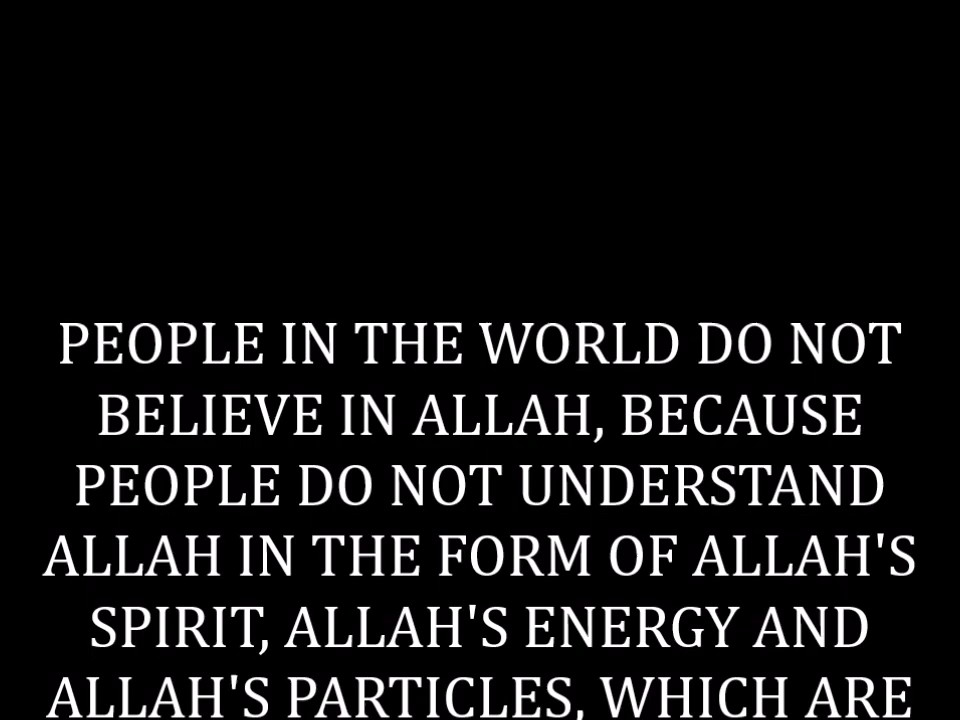 PEOPLE IN THE WORLD DO NOT
BELIEVE IN ALLAH, BECAUSE
PEOPLE DO NOT UNDERSTAND
ALLAH IN THE FORM OF ALLAH'S
SPIRIT, ALLAH'S ENERGY AND
ALLAH'S PARTICLES, WHICH ARE